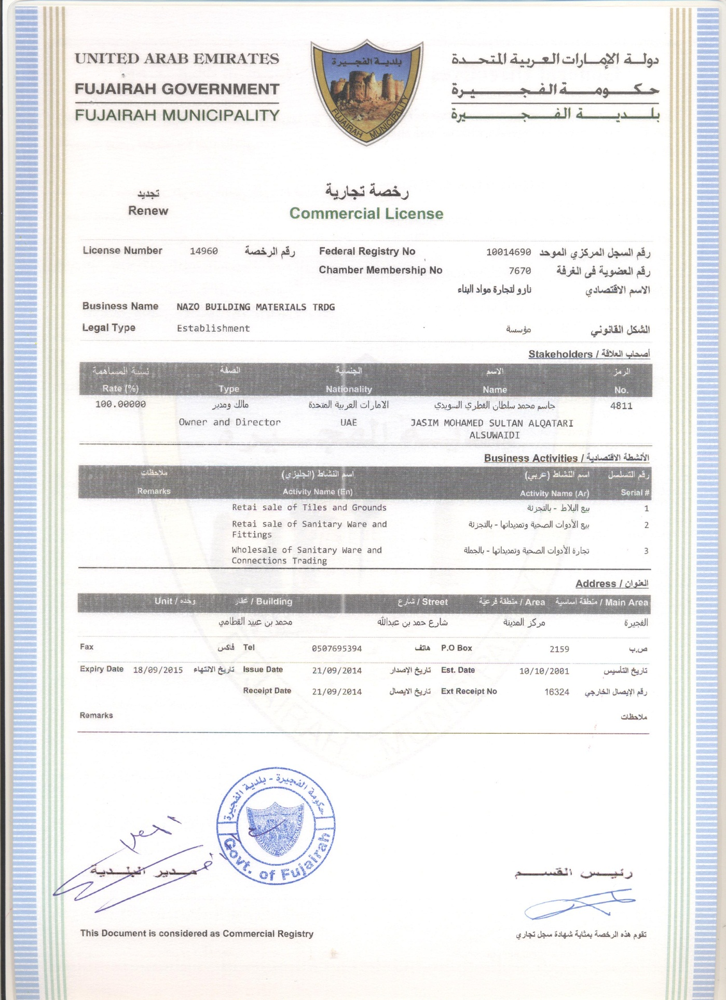 UNITED ARAB EMIRATES
FUJAIRAH GOVERNMENT
FUJAIRAH MUNICIPALITY
بلدية الفجيرة
FUJAIRAH MUNICIPALITY
دولة الإمارات العربية المتحدة
حكومة الفجيرة
بلدية الفجيرة
تجديد
Renew
رخصة تجارية
Commercial License
License Number 14960 رقم الرخصة Federal Registry No 10014690 رقم السجل المركزي الموحد
Chamber Membership No 7670 رقم العضوية في الغرفة
نازو لتجارة مواد البناء الاسم الاقتصادي
Business Name NAZO BUILDING MATERIALS TRDG
Legal Type Establishment مؤسسة الشكل القانوني
Stakeholders / أصحاب العلاقة
نسبة المساهمة الصفة الجنسية الاسم الرمز
Rate (%) Type Nationality Name No.
100.00000 مالك ومدير الامارات العربية المتحدة جاسم محمد سلطان القطري السويدي 4811
Owner and Director UAE JASIM MOHAMED SULTAN ALQATARI
ALSUWAIDI
Business Activities / الأنشطة الاقتصادية
ملاحظات اسم النشاط (انجليزي) اسم النشاط (عربي) رقم التسلسل
Remarks Activity Name (En) Activity Name (Ar) Serial #
Retai sale of Tiles and Grounds بيع البلاط - بالتجزئة 1
Retai sale of Sanitary Ware and بيع الأدوات الصحية وتمديداتها - بالتجزئة 2
Fittings
Wholesale of Sanitary Ware and تجارة الأدوات الصحية وتمديداتها - بالجملة 3
Connections Trading
Address / العنوان
Unit / وحده Building / عقار Street / شارع Area / منطقة فرعية Main Area / منطقة أساسية
محمد بن عبيد القطامي شارع حمد بن عبدالله مركز المدينة الفجيرة
Fax فاكس Tel 0507695394 هاتف P.O Box 2159 ص.ب
Expiry Date 18/09/2015 تاريخ الانتهاء Issue Date 21/09/2014 تاريخ الإصدار Est. Date 10/10/2001 تاريخ التأسيس
Receipt Date 21/09/2014 تاريخ الايصال Ext Receipt No 16324 رقم الإيصال الخارجي
Remarks ملاحظات
حكومة الفجيرة - بلدية الفجيرة
Govt. of Fujairah
مدير البلدية
رئيس القسم
This Document is considered as Commercial Registry تقوم هذه الرخصة بمثابة شهادة سجل تجاري